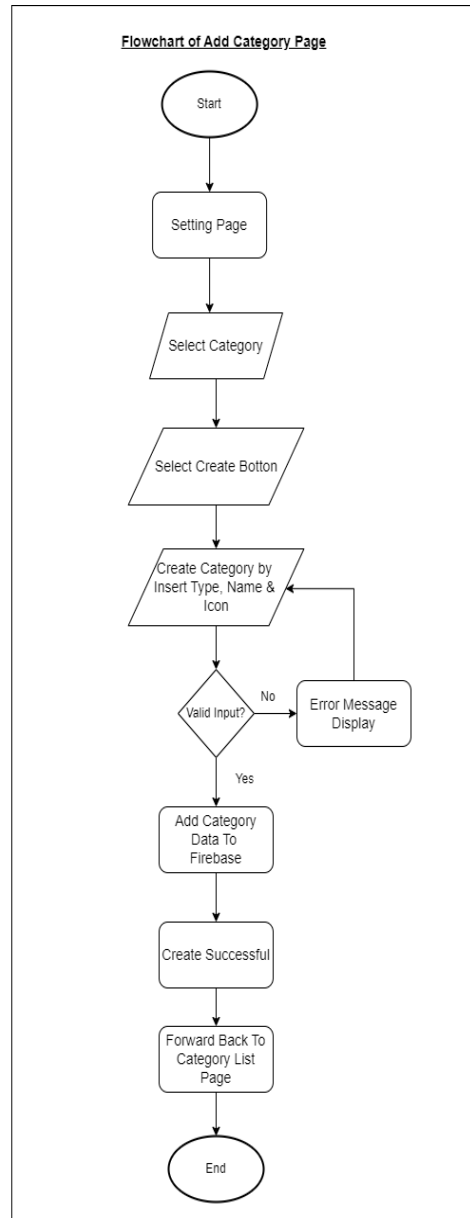 Flowchart of Add Category Page
Start
Setting Page
Select Category
Select Create Botton
Create Category by
Insert Type, Name &
Icon
Valid Input?
No
Error Message
Display
Yes
Add Category
Data To
Firebase
Create Successful
Forward Back To
Category List
Page
End